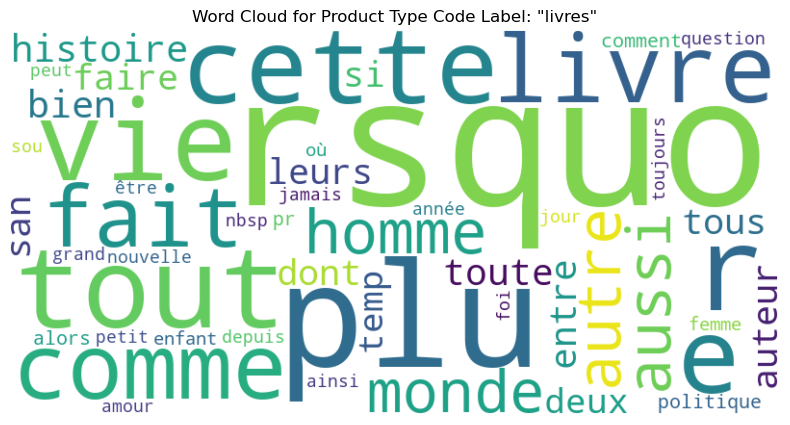 Word Cloud for Product Type Code Label: "livres"
histoire
cette
livre
comment
question
peut
faire
si
bien
vie
rsquo
toujours
sou
où
leurs
être
jamais
fait
san
nbsp
pr
homme
année
jour
autre
aussi
tous
grand
nouvelle
tout
dont
plu
temp
toute
foi
entre
r
auteur
alors
petit
enfant
depuis
femme
e
comme
ainsi
monde
deux
politique
amour